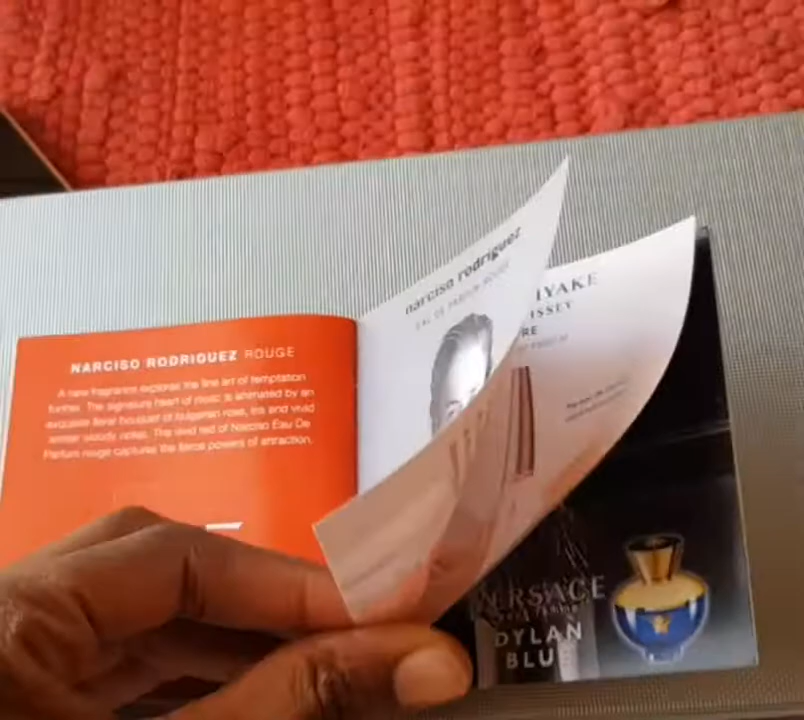 NARCISO RODRIGUEZ ROUGE
A new fragrance explores the fine art of temptation
further. The signature heart of musc is animated by an
exquisite floral bouquet of bulgarian rose, iris and vivid
amber woody notes. The vivid red of Narciso Eau De
Parfum rouge captures the fierce powers of attraction.
narciso rodriguez
EAU DE PARFUM ROUGE
IYAKE
ISSEY
RE
ERSACE
DYLAN
BLU